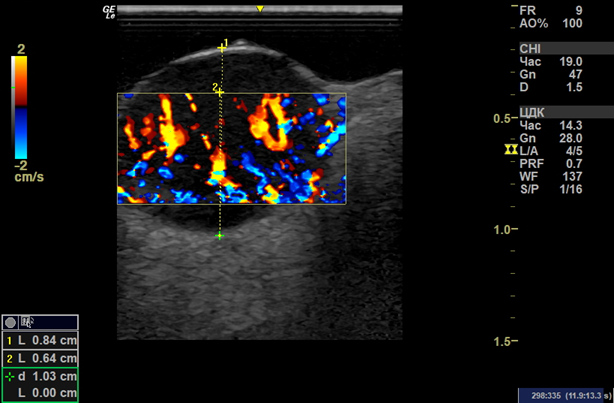 GE
Le
1
2
2
-2
cm/s
FR 9
AO% 100
CHI
Час 19.0
Gn 47
D 1.5
ЦДК
Час 14.3
Gn 28.0
L/A 4/5
PRF 0.7
WF 137
S/P 1/16
0.5
1.0
1.5
1 L 0.84 cm
2 L 0.64 cm
d 1.03 cm
L 0.00 cm
298:335 (11.9:13.3 s)